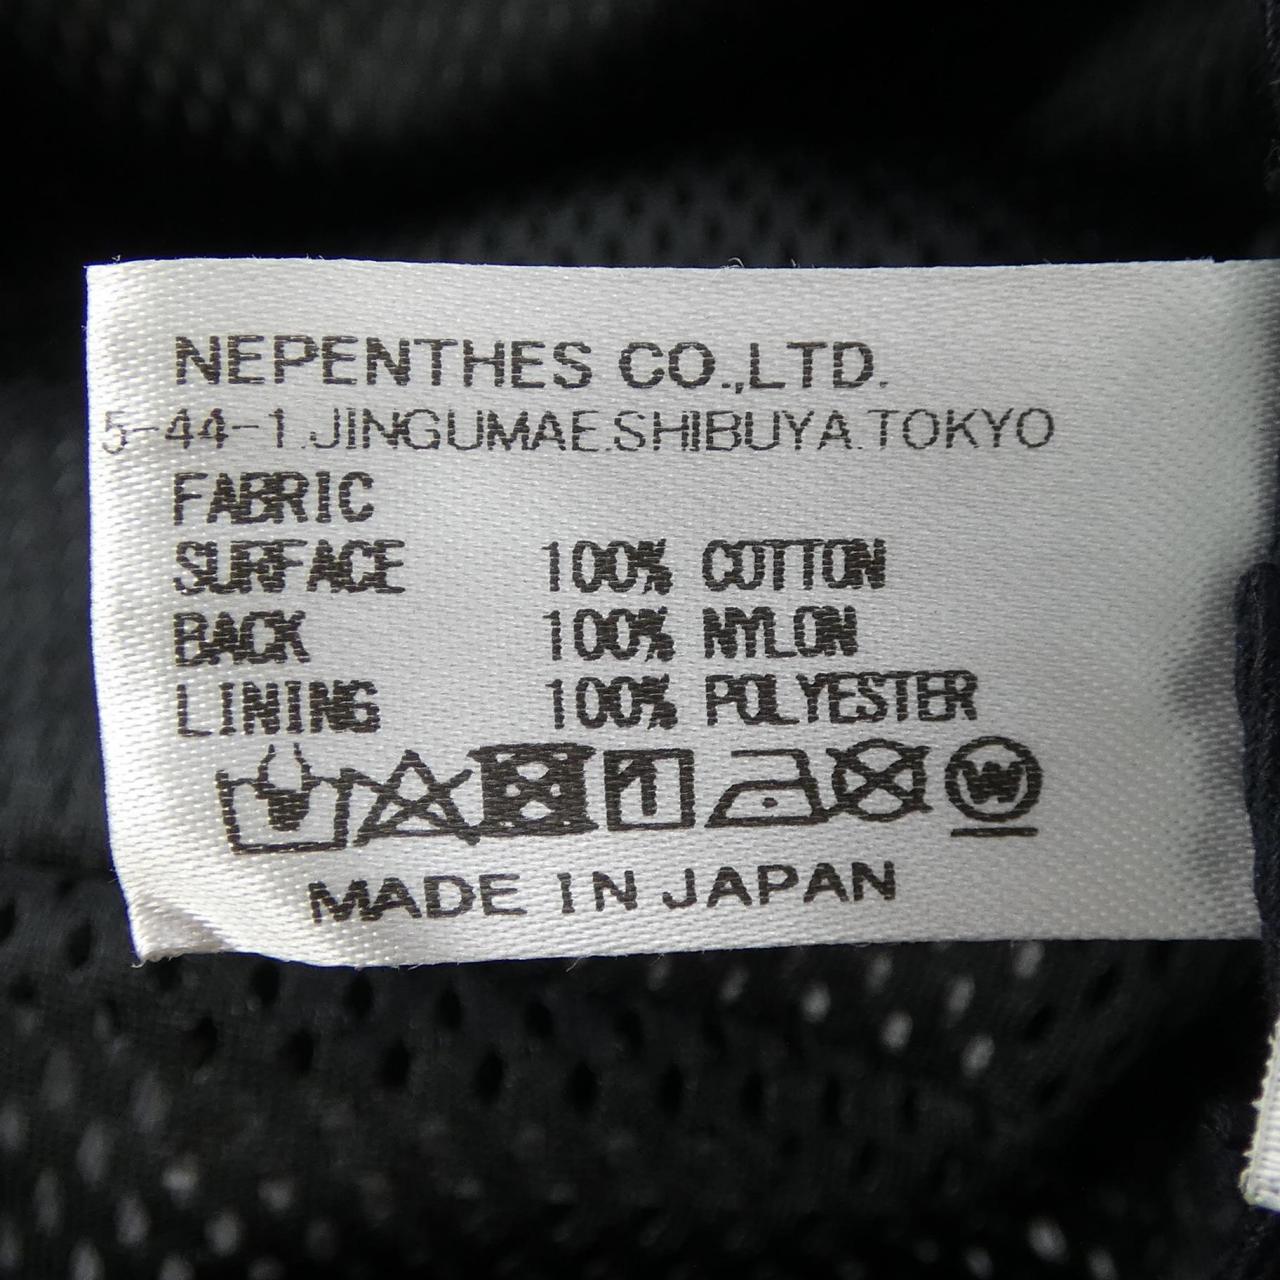 NEPENTHES CO.,LTD.
5-44-1.JINGUMAE.SHIBUYA.TOKYO
FABRIC
SURFACE 100% COTTON
BACK 100% NYLON
LINING 100% POLYESTER
W
MADE IN JAPAN